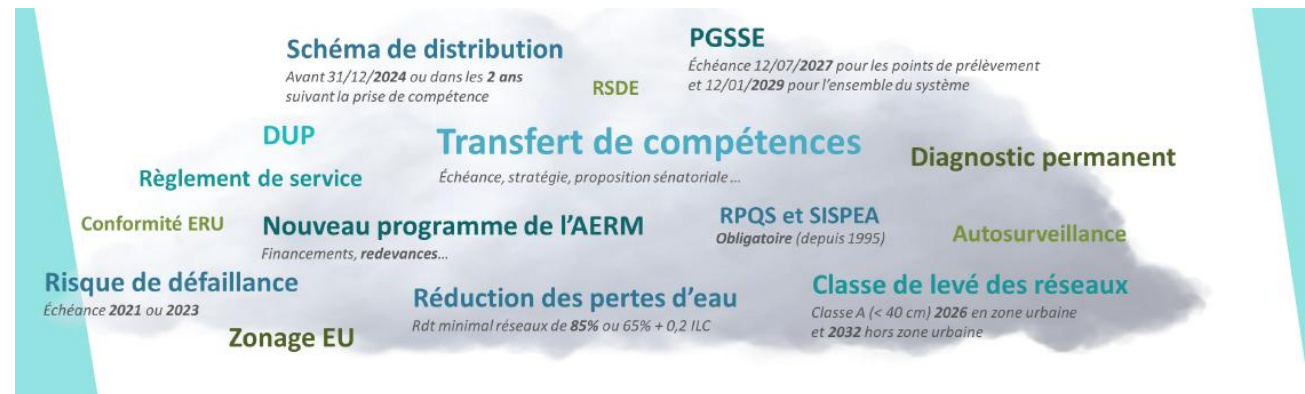 Schéma de distribution
Avant 31/12/2024 ou dans les 2 ans
suivant la prise de compétence
RSDE
PGSSE
Échéance 12/07/2027 pour les points de prélèvement
et 12/01/2029 pour l'ensemble du système
DUP
Transfert de compétences
Échéance, stratégie, proposition sénatoriale ...
Diagnostic permanent
Règlement de service
Conformité ERU
Nouveau programme de l'AERM
Financements, redevances...
RPQS et SISPEA
Obligatoire (depuis 1995)
Autosurveillance
Risque de défaillance
Échéance 2021 ou 2023
Zonage EU
Réduction des pertes d'eau
Rdt minimal réseaux de 85% ou 65% + 0,2 ILC
Classe de levé des réseaux
Classe A (< 40 cm) 2026 en zone urbaine
et 2032 hors zone urbaine